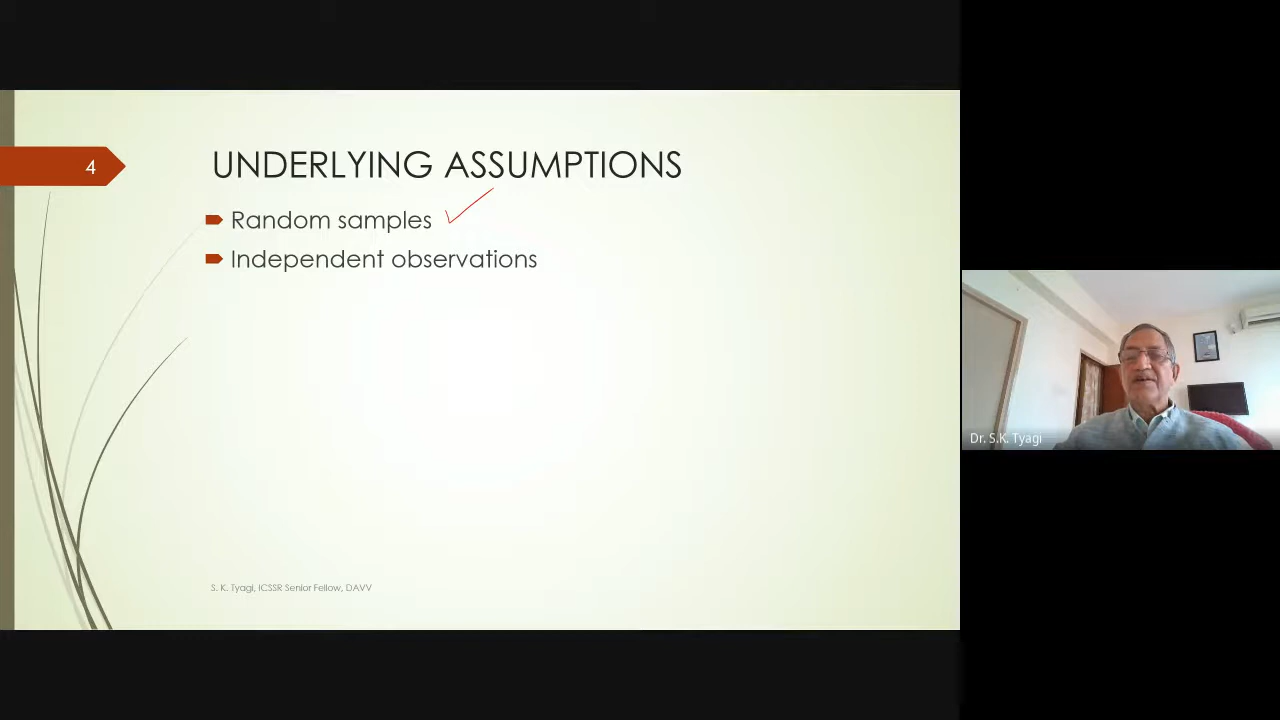 4
UNDERLYING ASSUMPTIONS
Random samples
Independent observations
S. K. Tyagi, ICSSR Senior Fellow, DAVV
Dr. S.K. Tyagi